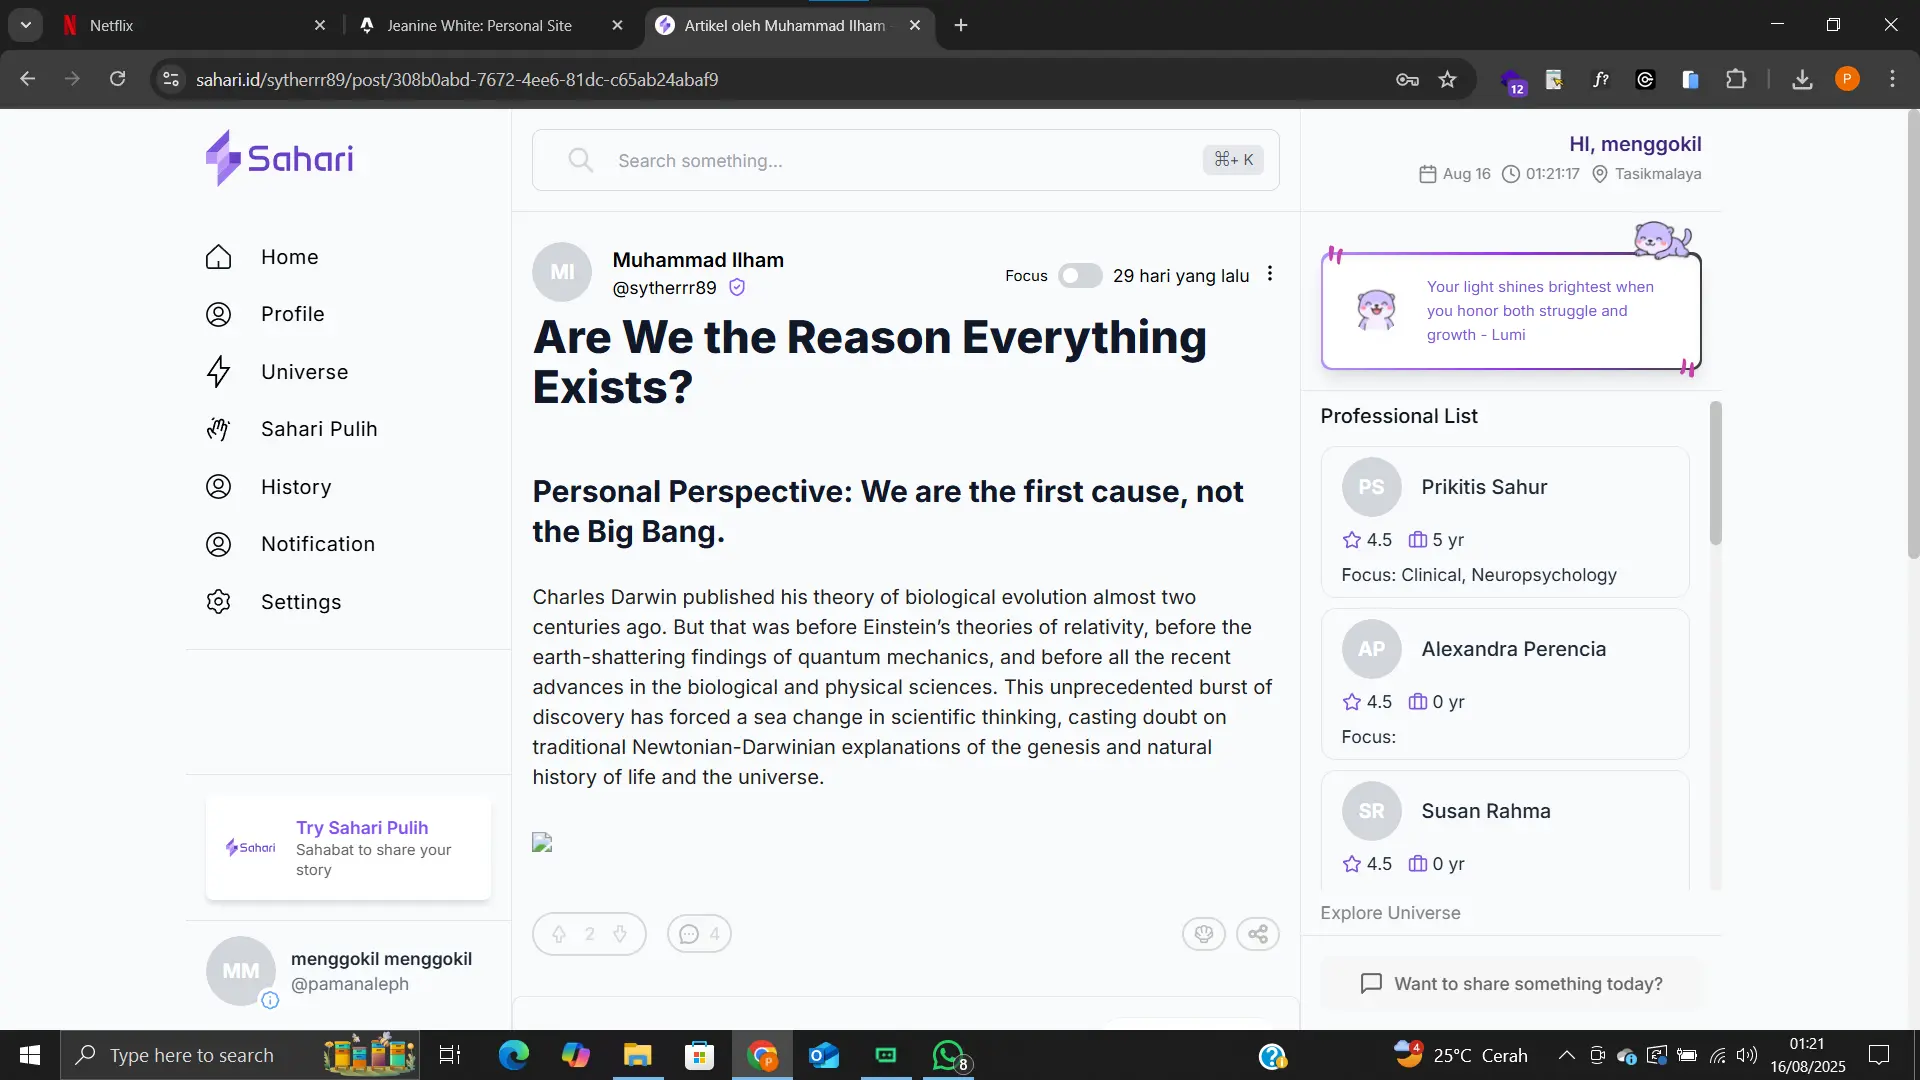 Netflix
Jeanine White: Personal Site
Artikel oleh Muhammad Ilham
sahari.id/sytherrr89/post/308b0abd-7672-4ee6-81dc-c65ab24abaf9
12
f?
P
Sahari
Home
Profile
Universe
Sahari Pulih
History
Notification
Settings
Sahari
Try Sahari Pulih
Sahabat to share your
story
MM
menggokil menggokil
@pamanaleph
Search something...
⌘+ K
MI
Muhammad Ilham
@sytherrr89
Focus
29 hari yang lalu
Are We the Reason Everything
Exists?
Personal Perspective: We are the first cause, not
the Big Bang.
Charles Darwin published his theory of biological evolution almost two
centuries ago. But that was before Einstein’s theories of relativity, before the
earth-shattering findings of quantum mechanics, and before all the recent
advances in the biological and physical sciences. This unprecedented burst of
discovery has forced a sea change in scientific thinking, casting doubt on
traditional Newtonian-Darwinian explanations of the genesis and natural
history of life and the universe.
2
4
HI, menggokil
Aug 16 01:21:17 Tasikmalaya
Your light shines brightest when
you honor both struggle and
growth - Lumi
Professional List
PS
Prikitis Sahur
4.5 5 yr
Focus: Clinical, Neuropsychology
AP
Alexandra Perencia
4.5 0 yr
Focus:
SR
Susan Rahma
4.5 0 yr
Explore Universe
Want to share something today?
Type here to search
P
8
4
25°C Cerah
01:21
16/08/2025